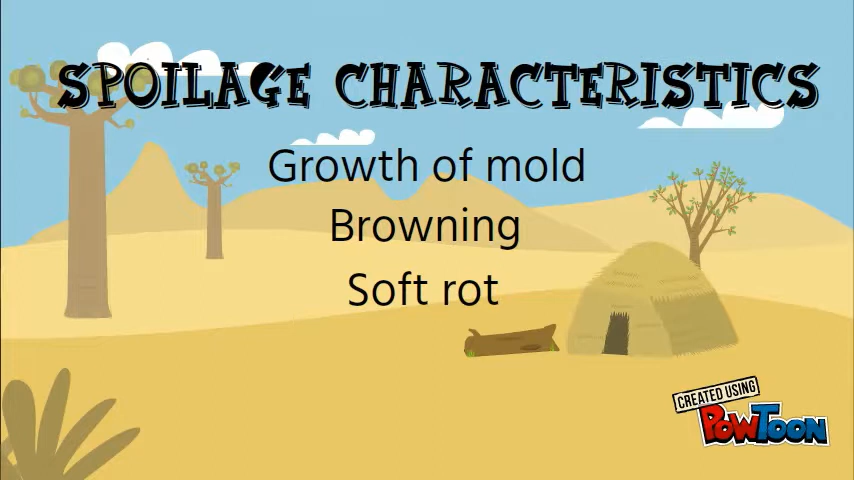 SPOILAGE CHARACTERISTICS
Growth of mold
Browning
Soft rot
CREATED USING
POWTOON